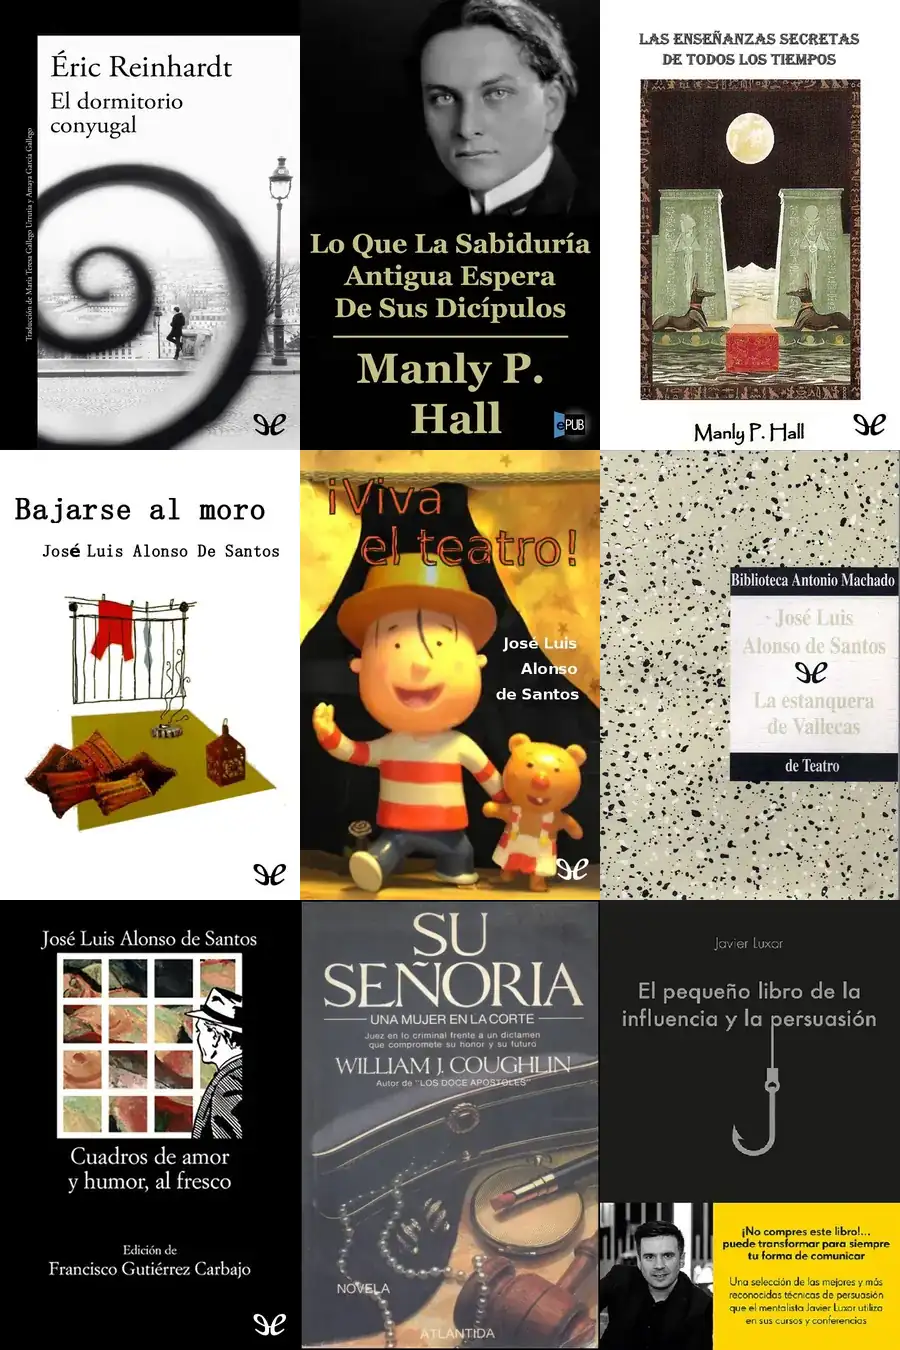 Éric Reinhardt
El dormitorio
conyugal
Traducción de María Teresa Gallego Urrutia y Amaya García Gallego
Lo Que La Sabiduría
Antigua Espera
De Sus Dicípulos
Manly P.
Hall
ePUB
LAS ENSEÑANZAS SECRETAS
DE TODOS LOS TIEMPOS
Manly P. Hall
Bajarse al moro
José Luis Alonso De Santos
¡Viva
el teatro!
José Luis
Alonso
de Santos
Biblioteca Antonio Machado
José Luis
Alonso de Santos
La estanquera
de Vallecas
de Teatro
José Luis Alonso de Santos
Cuadros de amor
y humor, al fresco
Edición de
Francisco Gutiérrez Carbajo
SU
SEÑORIA
UNA MUJER EN LA CORTE
Juez en lo criminal frente a un dictamen
que compromete su honor y su futuro
WILLIAM J. COUGHLIN
Autor de "LOS DOCE APOSTOLES"
NOVELA
ATLANTIDA
Javier Luxor
El pequeño libro de la
influencia y la persuasión
¡No compres este libro!...
puede transformar para siempre
tu forma de comunicar
Una selección de las mejores y más
reconocidas técnicas de persuasión
que el mentalista Javier Luxor utiliza
en sus cursos y conferencias